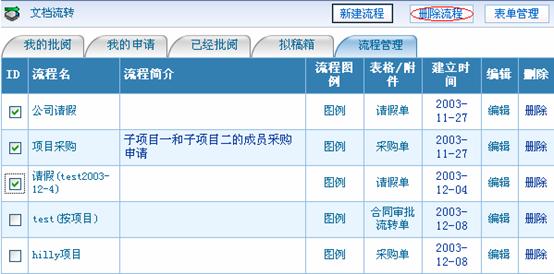 文档流转 新建流程 删除流程 表单管理
我的批阅 我的申请 已经批阅 拟稿箱 流程管理
ID 流程名 流程简介 流程图例 表格/附件 建立时间 编辑 删除
公司请假 图例 请假单 2003-11-27 编辑 删除
项目采购 子项目一和子项目二的成员采购申请 图例 采购单 2003-11-27 编辑 删除
请假(test2003-12-4) 图例 请假单 2003-12-04 编辑 删除
test(按项目) 图例 合同审批流转单 2003-12-08 编辑 删除
hilly项目 图例 采购单 2003-12-08 编辑 删除